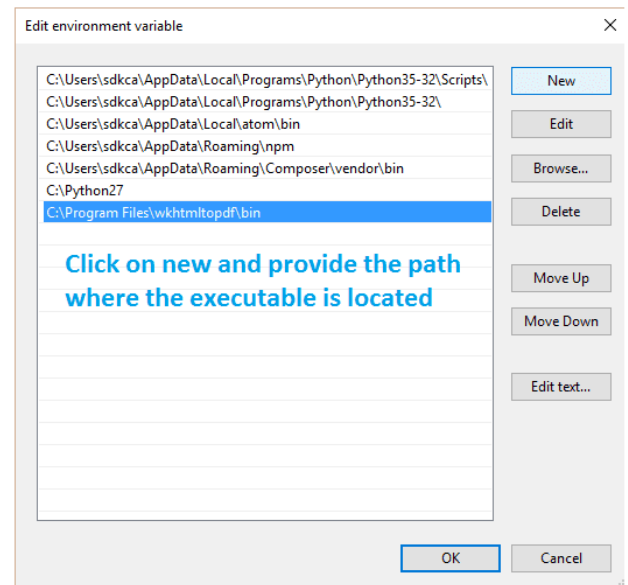 Edit environment variable
C:\Users\sdkca\AppData\Local\Programs\Python\Python35-32\Scripts\
C:\Users\sdkca\AppData\Local\Programs\Python\Python35-32\
C:\Users\sdkca\AppData\Local\atom\bin
C:\Users\sdkca\AppData\Roaming\npm
C:\Users\sdkca\AppData\Roaming\Composer\vendor\bin
C:\Python27
C:\Program Files\wkhtmltopdf\bin
Click on new and provide the path
where the executable is located
New
Edit
Browse...
Delete
Move Up
Move Down
Edit text...
OK
Cancel